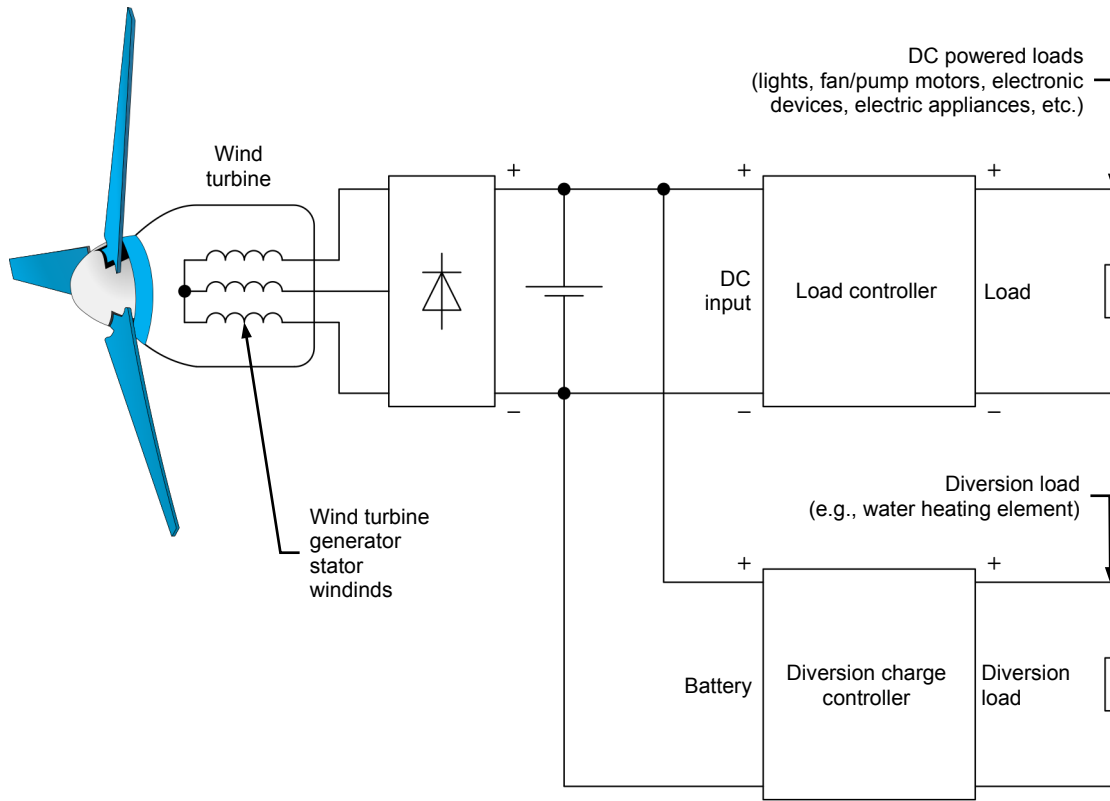 DC powered loads
(lights, fan/pump motors, electronic
devices, electric appliances, etc.)
Wind
turbine
+
+
+
DC
input
Load controller
Load
−
−
−
Wind turbine
generator
stator
windinds
Diversion load
(e.g., water heating element)
+
+
Battery
Diversion charge
controller
Diversion
load